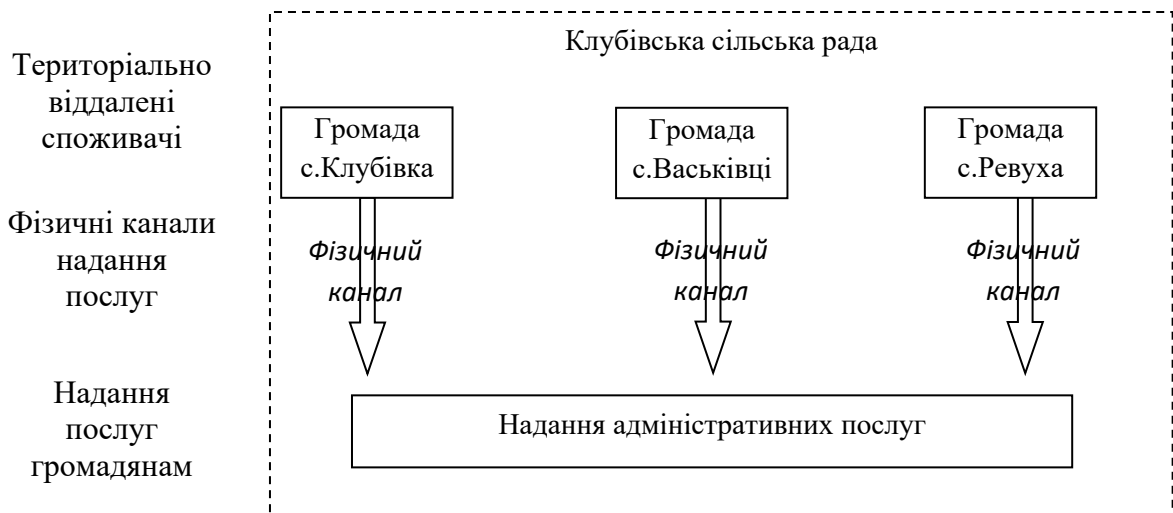 Клубівська сільська рада
Територіально
віддалені
споживачі
Громада
с.Клубівка
Громада
с.Васьківці
Громада
с.Ревуха
Фізичні канали
надання
послуг
Фізичний
канал
Фізичний
канал
Фізичний
канал
Надання
послуг
громадянам
Надання адміністративних послуг